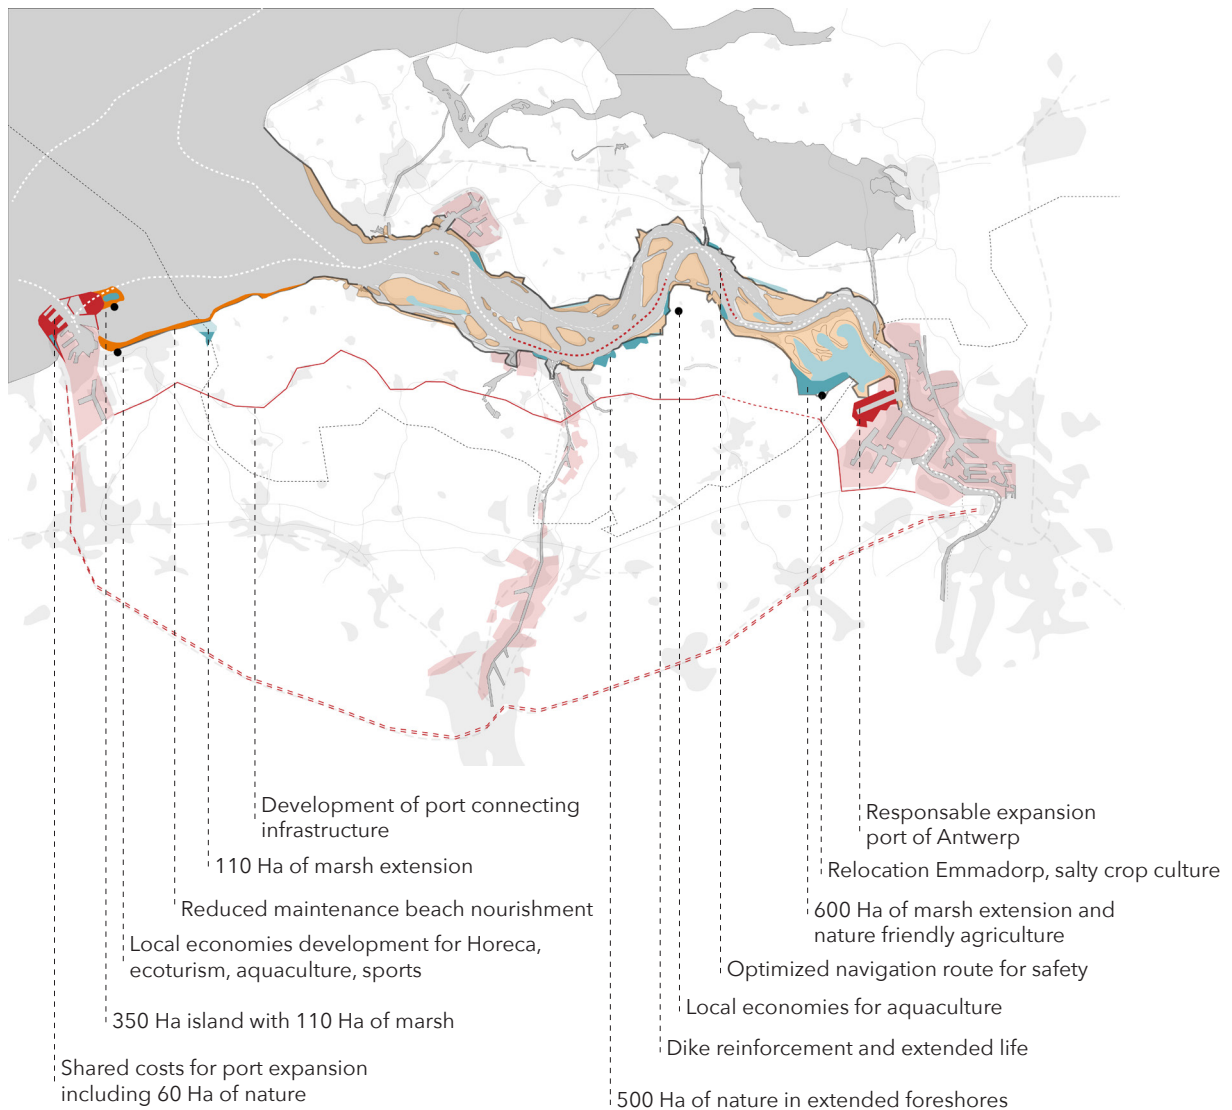 Development of port connecting
infrastructure
110 Ha of marsh extension
Reduced maintenance beach nourishment
Local economies development for Horeca,
ecoturism, aquaculture, sports
350 Ha island with 110 Ha of marsh
Shared costs for port expansion
including 60 Ha of nature
Responsable expansion
port of Antwerp
Relocation Emmadorp, salty crop culture
600 Ha of marsh extension and
nature friendly agriculture
Optimized navigation route for safety
Local economies for aquaculture
Dike reinforcement and extended life
500 Ha of nature in extended foreshores